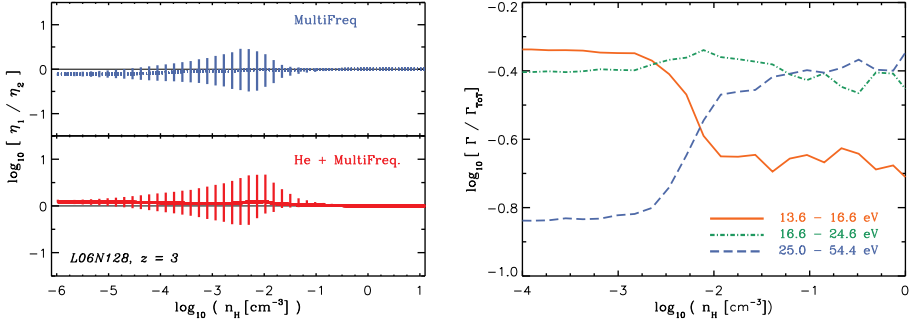 MultiFreq
1
0
−1
He + MultiFreq.
1
0
−1
L06N128, z = 3
log₁₀ [ η₁ / η₂ ]
−6 −5 −4 −3 −2 −1 0 1
log₁₀ ( n_H [cm⁻³] )
−0.2
−0.4
−0.6
−0.8
−1.0
log₁₀ [ Γ / Γ_TOT ]
13.6 − 16.6 eV
16.6 − 24.6 eV
25.0 − 54.4 eV
−4 −3 −2 −1 0
log₁₀ ( n_H [cm⁻³] )